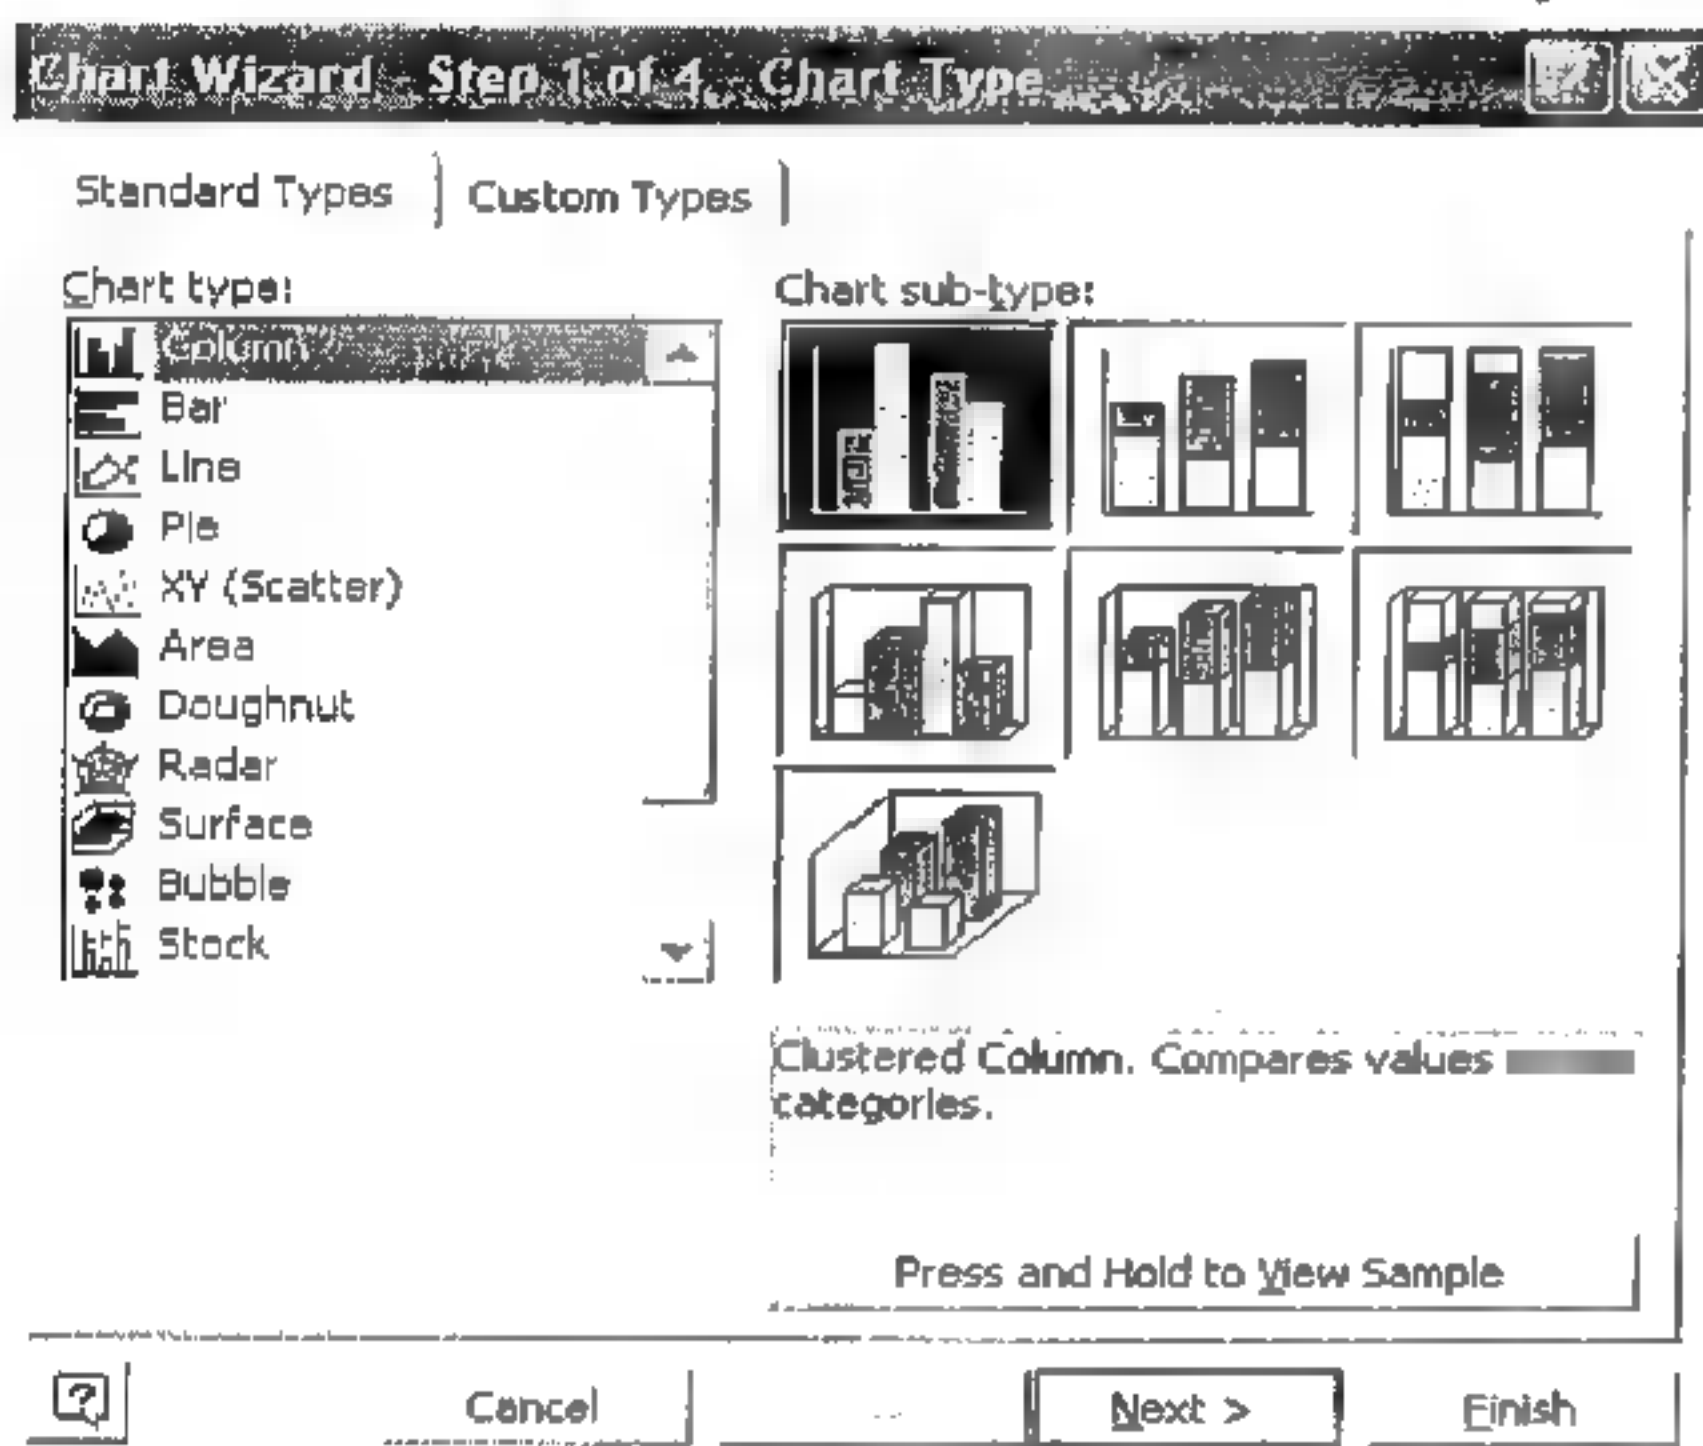 Chart Wizard - Step 1 of 4 - Chart Type
Standard Types
Custom Types
Chart type:
Column
Bar
Line
Pie
XY (Scatter)
Area
Doughnut
Radar
Surface
Bubble
Stock
Chart sub-type:
Clustered Column. Compares values
categories.
Press and Hold to View Sample
Cancel
Next >
Finish